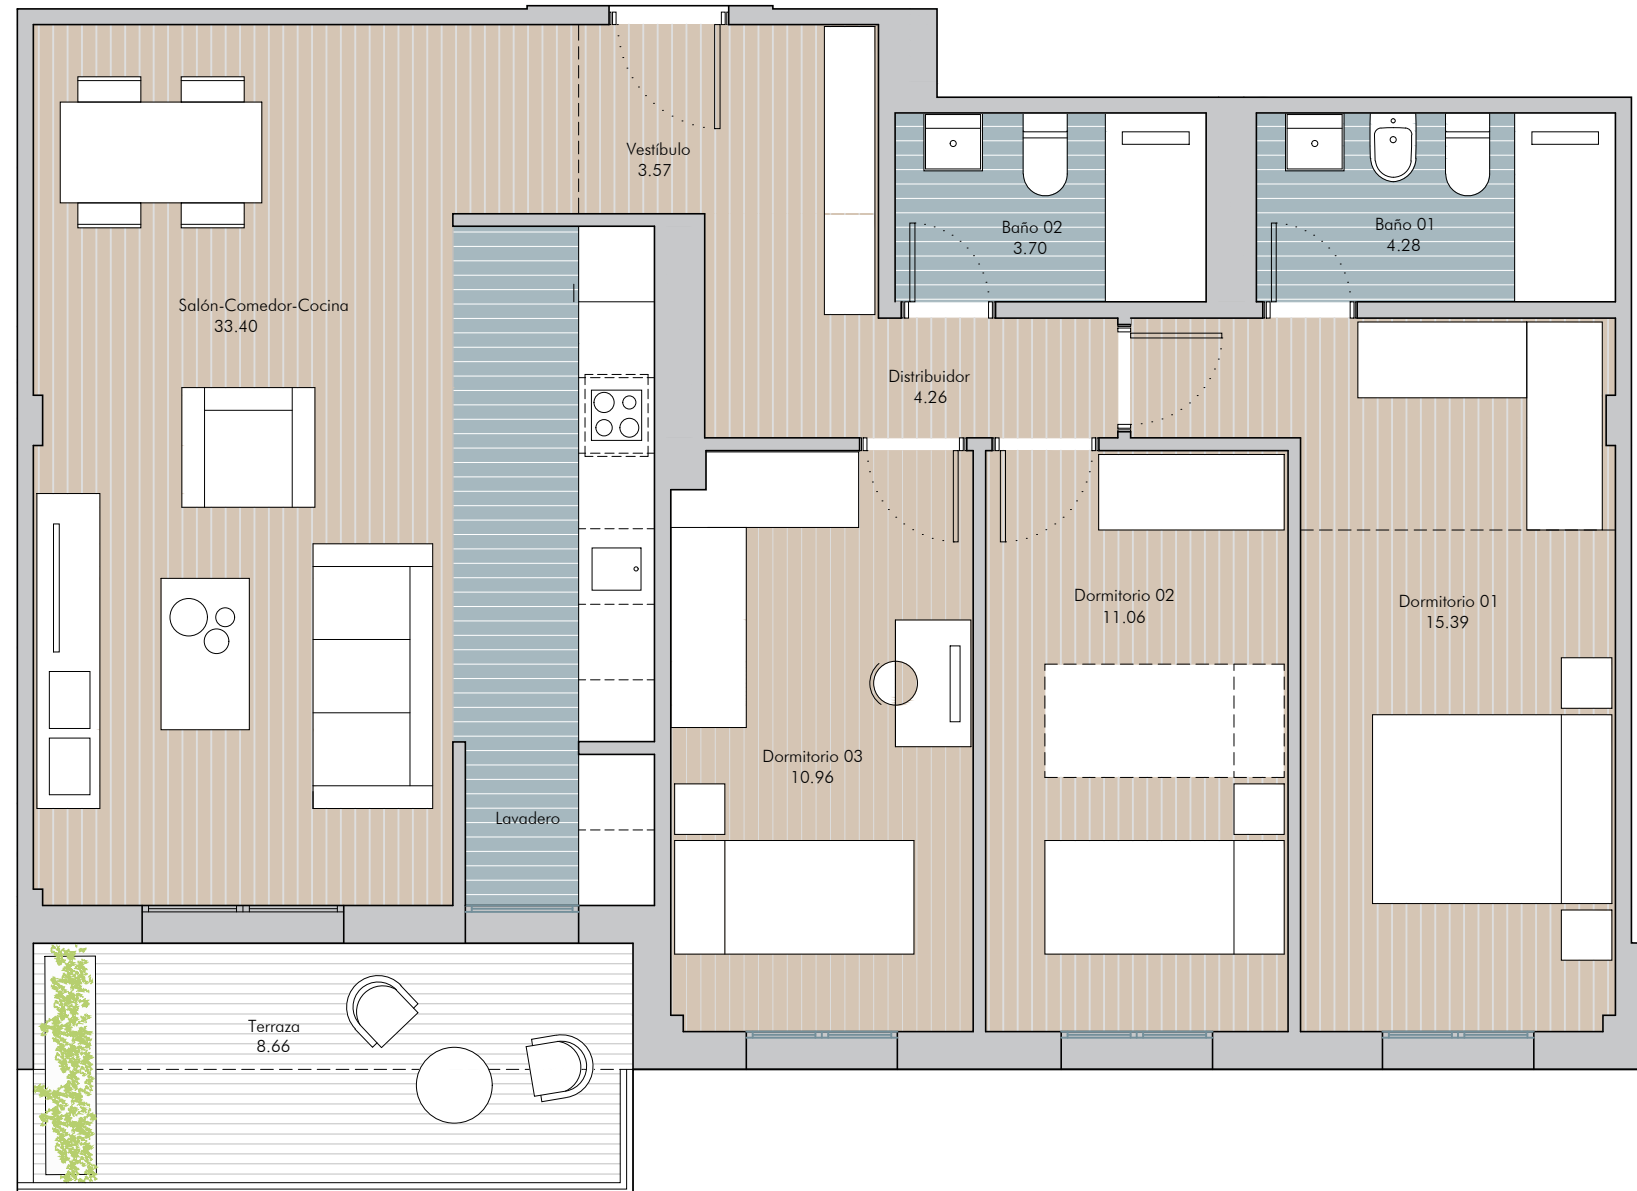 Vestíbulo
3.57
Baño 02
3.70
Baño 01
4.28
Salón-Comedor-Cocina
33.40
Distribuidor
4.26
Dormitorio 02
11.06
Dormitorio 01
15.39
Dormitorio 03
10.96
Lavadero
Terraza
8.66